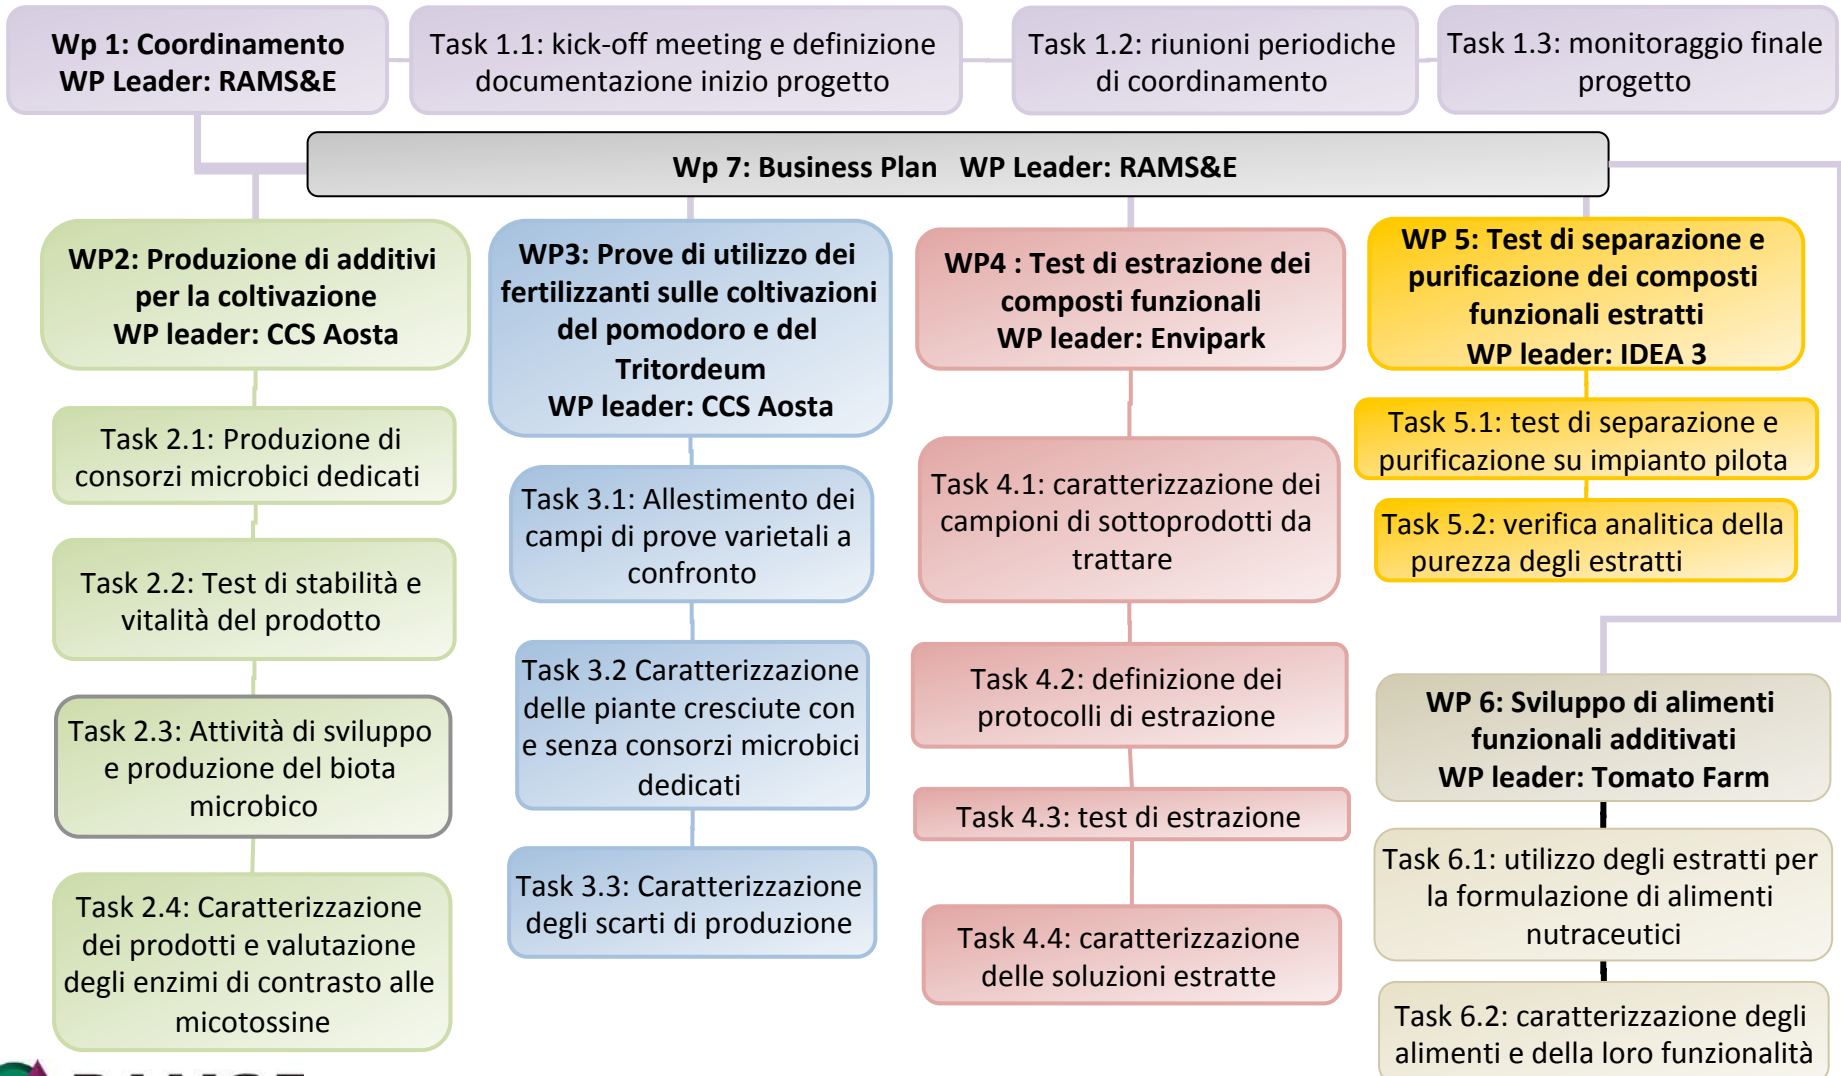 Wp 1: Coordinamento
WP Leader: RAMS&E
Task 1.1: kick-off meeting e definizione
documentazione inizio progetto
Task 1.2: riunioni periodiche
di coordinamento
Task 1.3: monitoraggio finale
progetto
Wp 7: Business Plan WP Leader: RAMS&E
WP2: Produzione di additivi
per la coltivazione
WP leader: CCS Aosta
Task 2.1: Produzione di
consorzi microbici dedicati
Task 2.2: Test di stabilità e
vitalità del prodotto
Task 2.3: Attività di sviluppo
e produzione del biota
microbico
Task 2.4: Caratterizzazione
dei prodotti e valutazione
degli enzimi di contrasto alle
micotossine
WP3: Prove di utilizzo dei
fertilizzanti sulle coltivazioni
del pomodoro e del
Tritordeum
WP leader: CCS Aosta
Task 3.1: Allestimento dei
campi di prove varietali a
confronto
Task 3.2 Caratterizzazione
delle piante cresciute con
e senza consorzi microbici
dedicati
Task 3.3: Caratterizzazione
degli scarti di produzione
WP4 : Test di estrazione dei
composti funzionali
WP leader: Envipark
Task 4.1: caratterizzazione dei
campioni di sottoprodotti da
trattare
Task 4.2: definizione dei
protocolli di estrazione
Task 4.3: test di estrazione
Task 4.4: caratterizzazione
delle soluzioni estratte
WP 5: Test di separazione e
purificazione dei composti
funzionali estratti
WP leader: IDEA 3
Task 5.1: test di separazione e
purificazione su impianto pilota
Task 5.2: verifica analitica della
purezza degli estratti
WP 6: Sviluppo di alimenti
funzionali additivati
WP leader: Tomato Farm
Task 6.1: utilizzo degli estratti per
la formulazione di alimenti
nutraceutici
Task 6.2: caratterizzazione degli
alimenti e della loro funzionalità